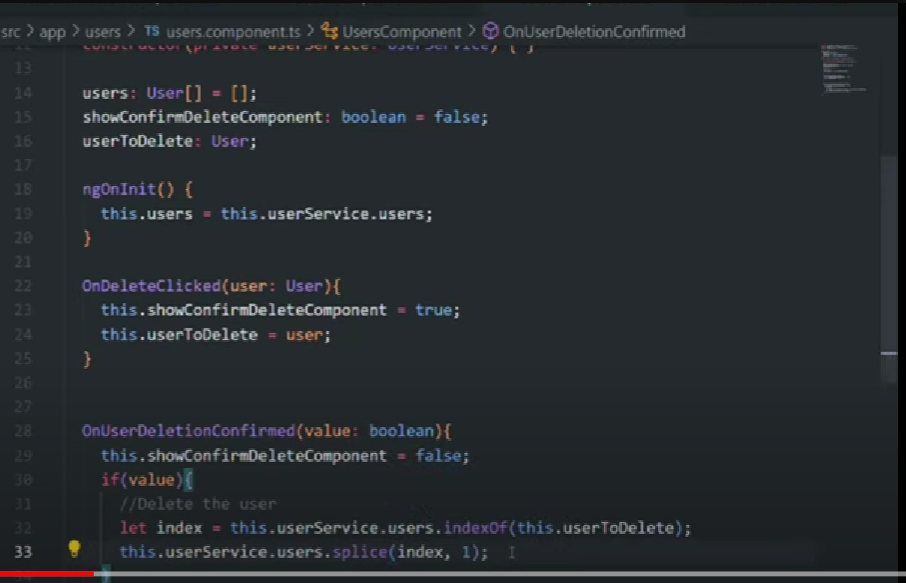 src > app > users > TS users.component.ts > UsersComponent > OnUserDeletionConfirmed
constructor(private userService: UserService) { }
13
14 users: User[] = [];
15 showConfirmDeleteComponent: boolean = false;
16 userToDelete: User;
17
18 ngOnInit() {
19 this.users = this.userService.users;
20 }
21
22 OnDeleteClicked(user: User){
23 this.showConfirmDeleteComponent = true;
24 this.userToDelete = user;
25 }
26
27
28 OnUserDeletionConfirmed(value: boolean){
29 this.showConfirmDeleteComponent = false;
30 if(value){
31 //Delete the user
32 let index = this.userService.users.indexOf(this.userToDelete);
33 this.userService.users.splice(index, 1);
}